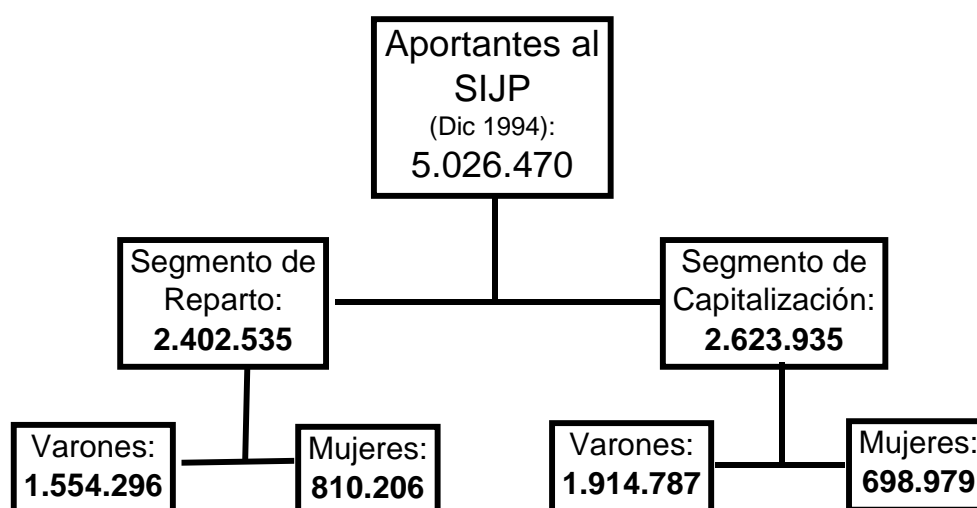 Aportantes al
SIJP
(Dic 1994):
5.026.470
Segmento de
Reparto:
2.402.535
Segmento de
Capitalización:
2.623.935
Varones:
1.554.296
Mujeres:
810.206
Varones:
1.914.787
Mujeres:
698.979